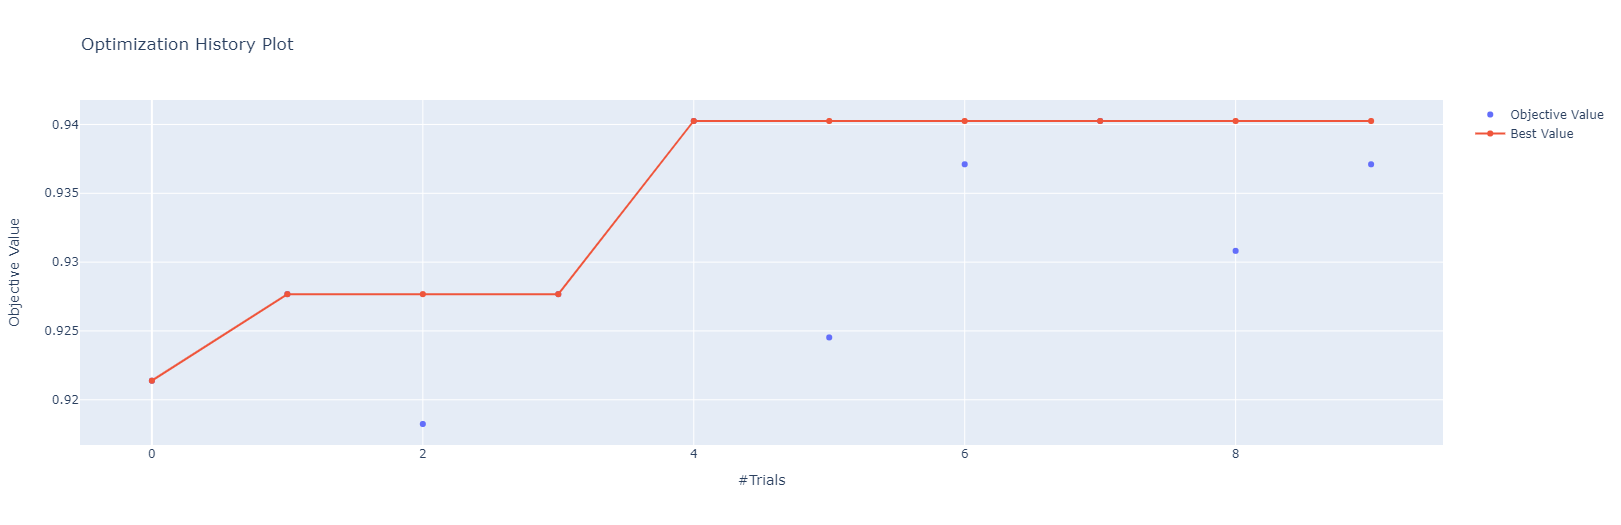 Optimization History Plot
Objective Value
Best Value
0.94
0.935
0.93
0.925
0.92
Objective Value
0
2
4
6
8
#Trials